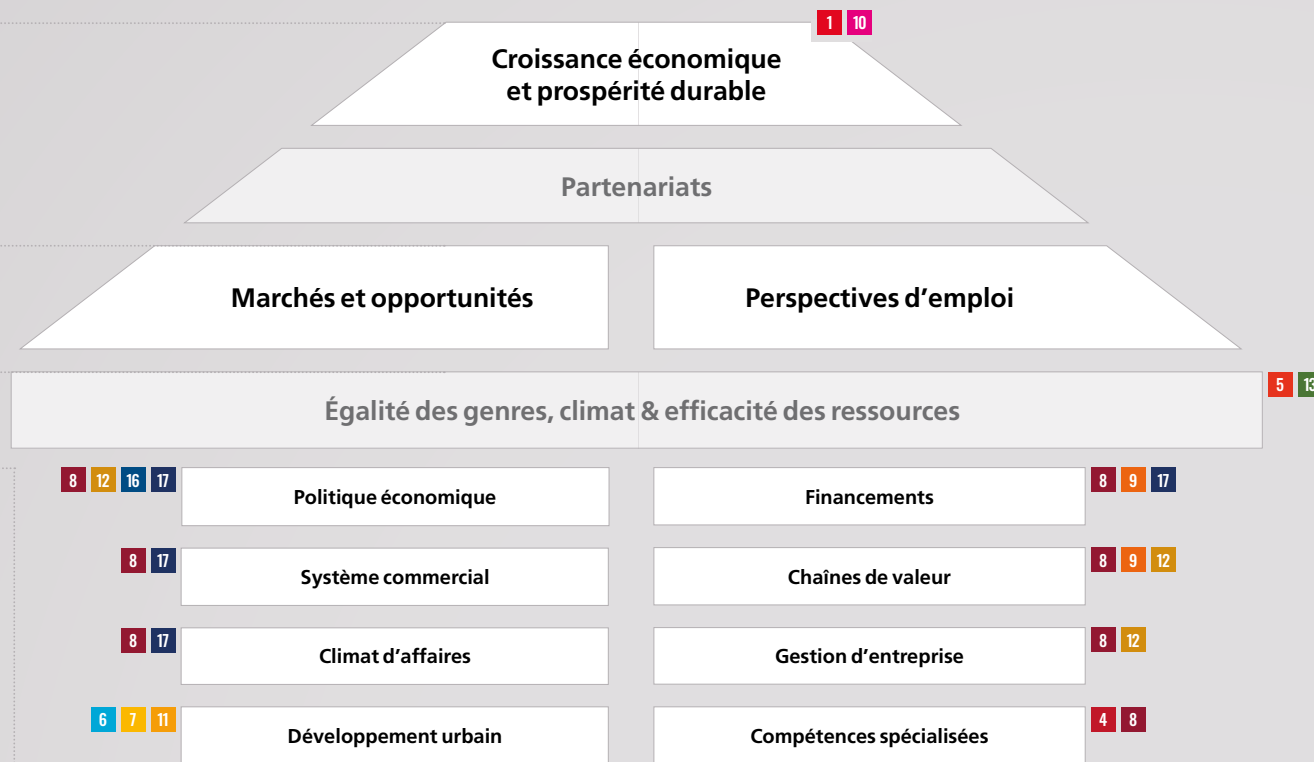 1 10
Croissance économique
et prospérité durable
Partenariats
Marchés et opportunités
Perspectives d’emploi
Égalité des genres, climat & efficacité des ressources
5 13
8 12 16 17
Politique économique
Financements
8 9 17
8 17
Système commercial
Chaînes de valeur
8 9 12
8 17
Climat d’affaires
Gestion d’entreprise
8 12
6 7 11
Développement urbain
Compétences spécialisées
4 8